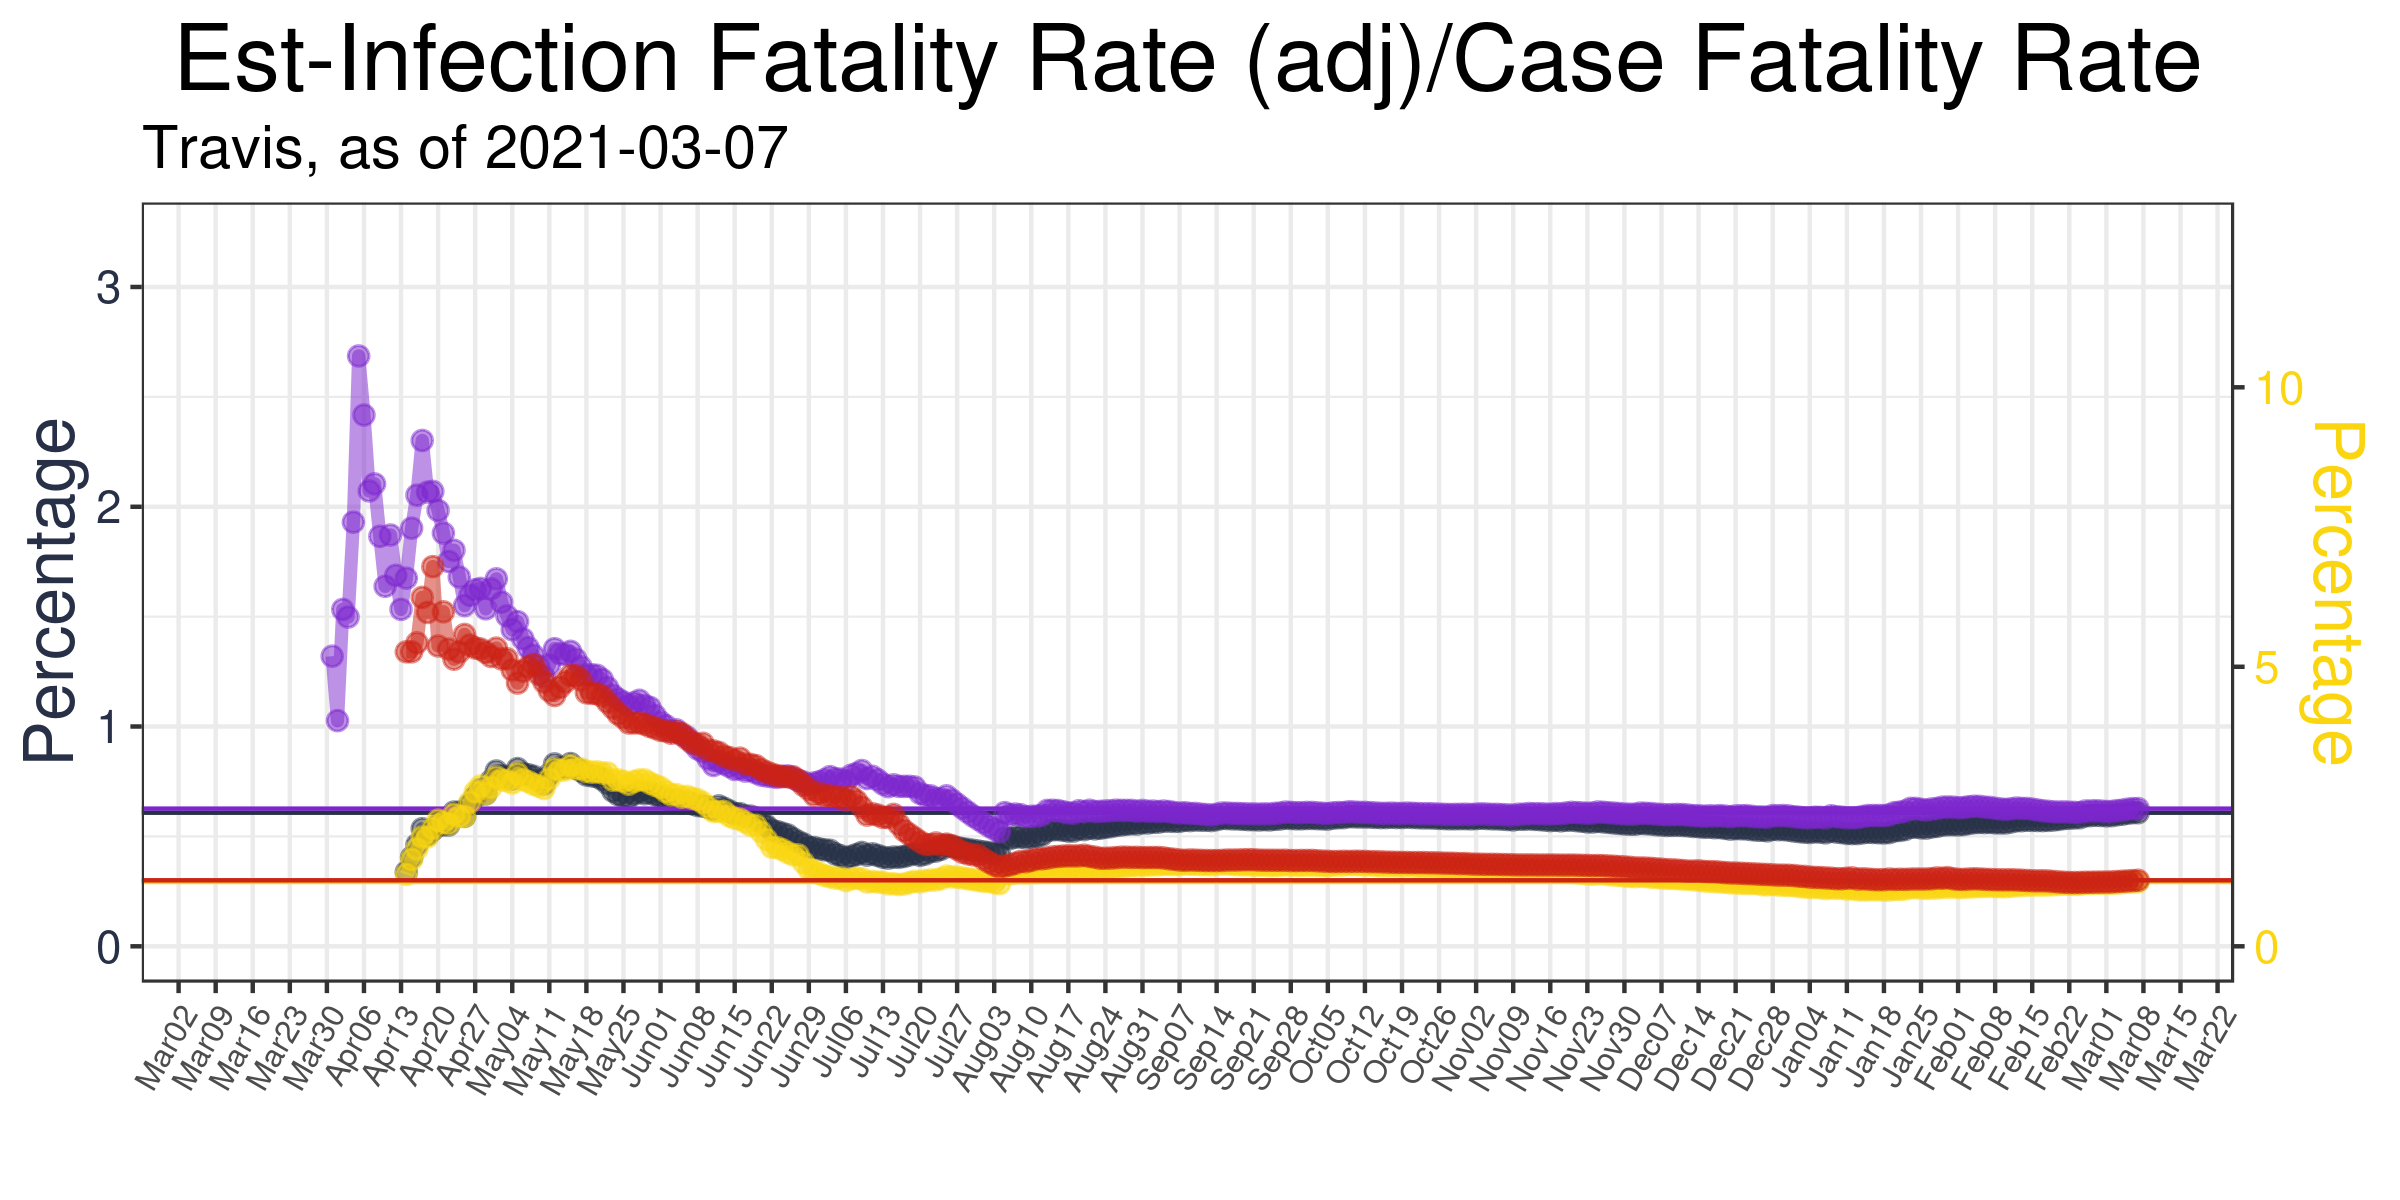 Est-Infection Fatality Rate (adj)/Case Fatality Rate
Travis, as of 2021-03-07
Percentage
3
2
1
0
10
5
0
Percentage
Mar02
Mar09
Mar16
Mar23
Mar30
Apr06
Apr13
Apr20
Apr27
May04
May11
May18
May25
Jun01
Jun08
Jun15
Jun22
Jun29
Jul06
Jul13
Jul20
Jul27
Aug03
Aug10
Aug17
Aug24
Aug31
Sep07
Sep14
Sep21
Sep28
Oct05
Oct12
Oct19
Oct26
Nov02
Nov09
Nov16
Nov23
Nov30
Dec07
Dec14
Dec21
Dec28
Dec04
Jan11
Jan18
Jan25
Feb01
Feb08
Feb15
Feb22
Mar01
Mar08
Mar15
Mar22